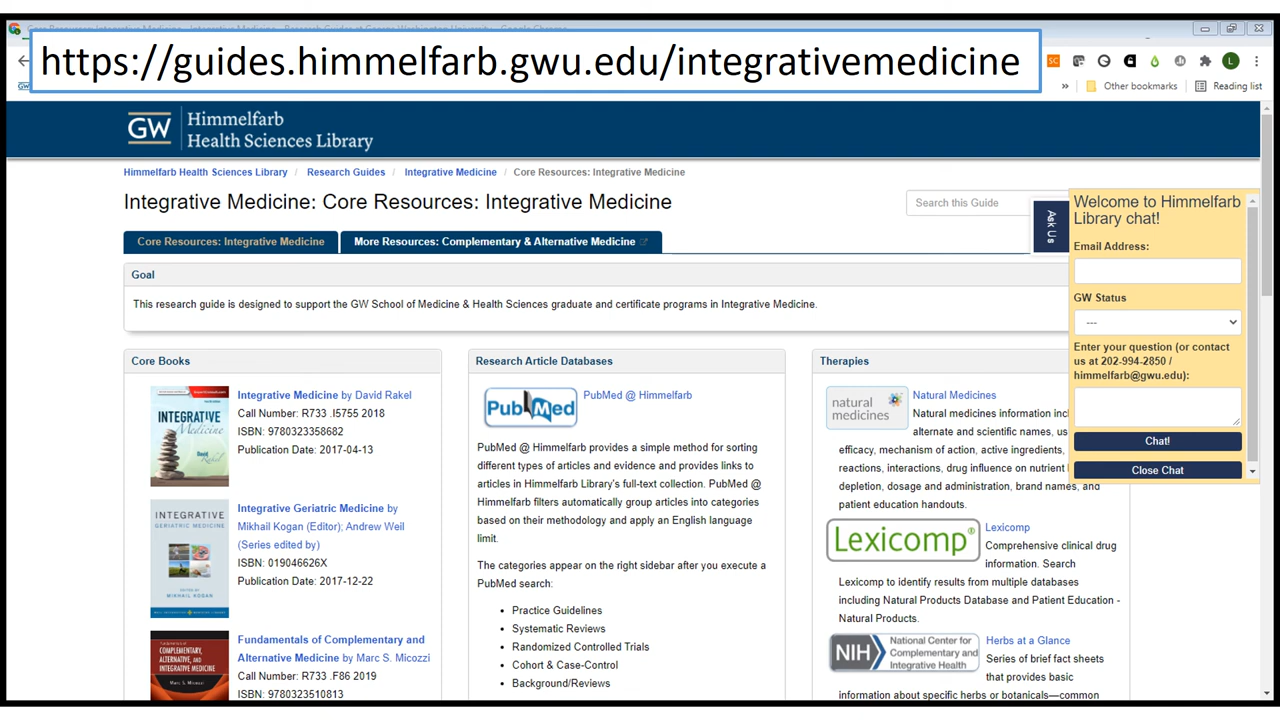 https://guides.himmelfarb.gwu.edu/integrativemedicine
SC
L
GW
»
Other bookmarks
Reading list
GW
Himmelfarb
Health Sciences Library
Himmelfarb Health Sciences Library / Research Guides / Integrative Medicine / Core Resources: Integrative Medicine
Integrative Medicine: Core Resources: Integrative Medicine
Search this Guide
Core Resources: Integrative Medicine
More Resources: Complementary & Alternative Medicine
Goal
This research guide is designed to support the GW School of Medicine & Health Sciences graduate and certificate programs in Integrative Medicine.
Core Books
INTEGRATIVE
Medicine
David
Rakel
Integrative Medicine by David Rakel
Call Number: R733 .I5755 2018
ISBN: 9780323358682
Publication Date: 2017-04-13
INTEGRATIVE
GERIATRIC MEDICINE
MIKHAIL KOGAN
Integrative Geriatric Medicine by
Mikhail Kogan (Editor); Andrew Weil
(Series edited by)
ISBN: 019046626X
Publication Date: 2017-12-22
Fundamentals of
COMPLEMENTARY,
ALTERNATIVE, AND
INTEGRATIVE MEDICINE
Marc S. Micozzi
Fundamentals of Complementary and
Alternative Medicine by Marc S. Micozzi
Call Number: R733 .F86 2019
ISBN: 9780323510813
Research Article Databases
PubMed
PubMed @ Himmelfarb
PubMed @ Himmelfarb provides a simple method for sorting
different types of articles and evidence and provides links to
articles in Himmelfarb Library's full-text collection. PubMed @
Himmelfarb filters automatically group articles into categories
based on their methodology and apply an English language
limit.
The categories appear on the right sidebar after you execute a
PubMed search:
• Practice Guidelines
• Systematic Reviews
• Randomized Controlled Trials
• Cohort & Case-Control
• Background/Reviews
Therapies
natural
medicines
Natural Medicines
Natural medicines information inc
alternate and scientific names, us
efficacy, mechanism of action, active ingredients,
reactions, interactions, drug influence on nutrient
depletion, dosage and administration, brand names, and
patient education handouts.
Lexicomp®
Lexicomp
Comprehensive clinical drug
information. Search
Lexicomp to identify results from multiple databases
including Natural Products Database and Patient Education -
Natural Products.
NIH
National Center for
Complementary and
Integrative Health
Herbs at a Glance
Series of brief fact sheets
that provides basic
information about specific herbs or botanicals—common
Ask Us
Welcome to Himmelfarb
Library chat!
Email Address:
GW Status
---
Enter your question (or contact
us at 202-994-2850 /
himmelfarb@gwu.edu):
Chat!
Close Chat